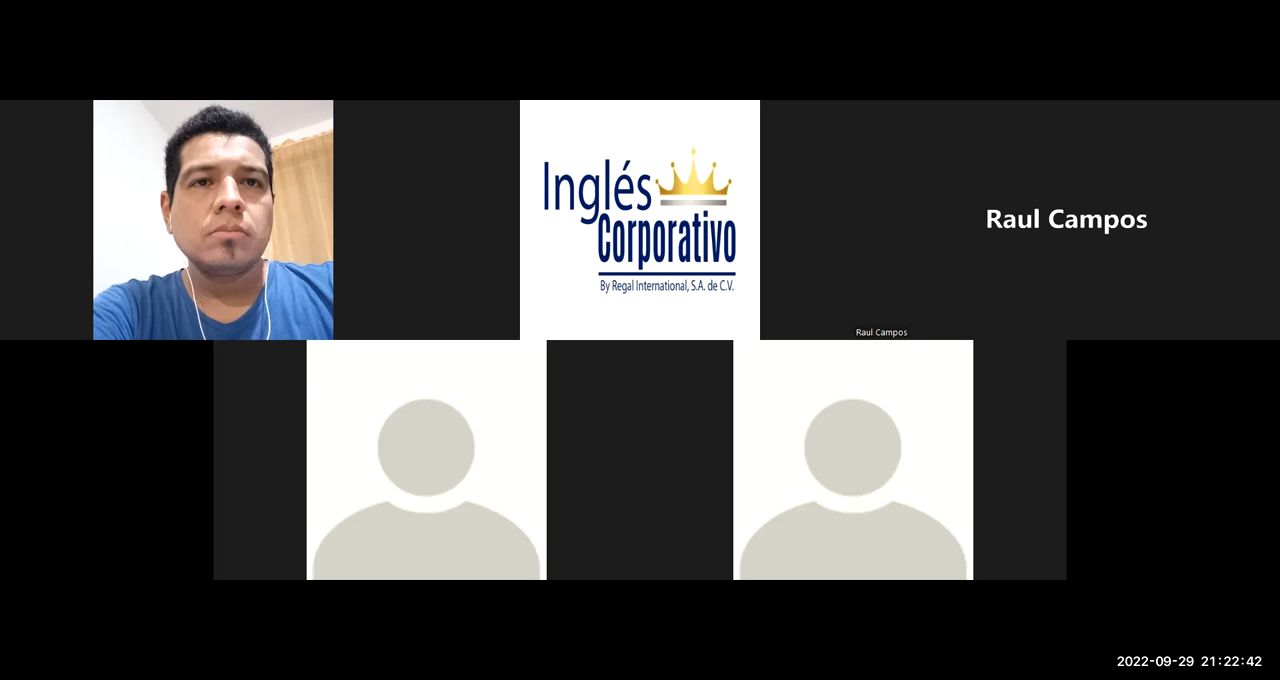 Inglés
Corporativo
By Regal International, S.A. de C.V.
Raul Campos
Raul Campos
2022-09-29 21:22:42